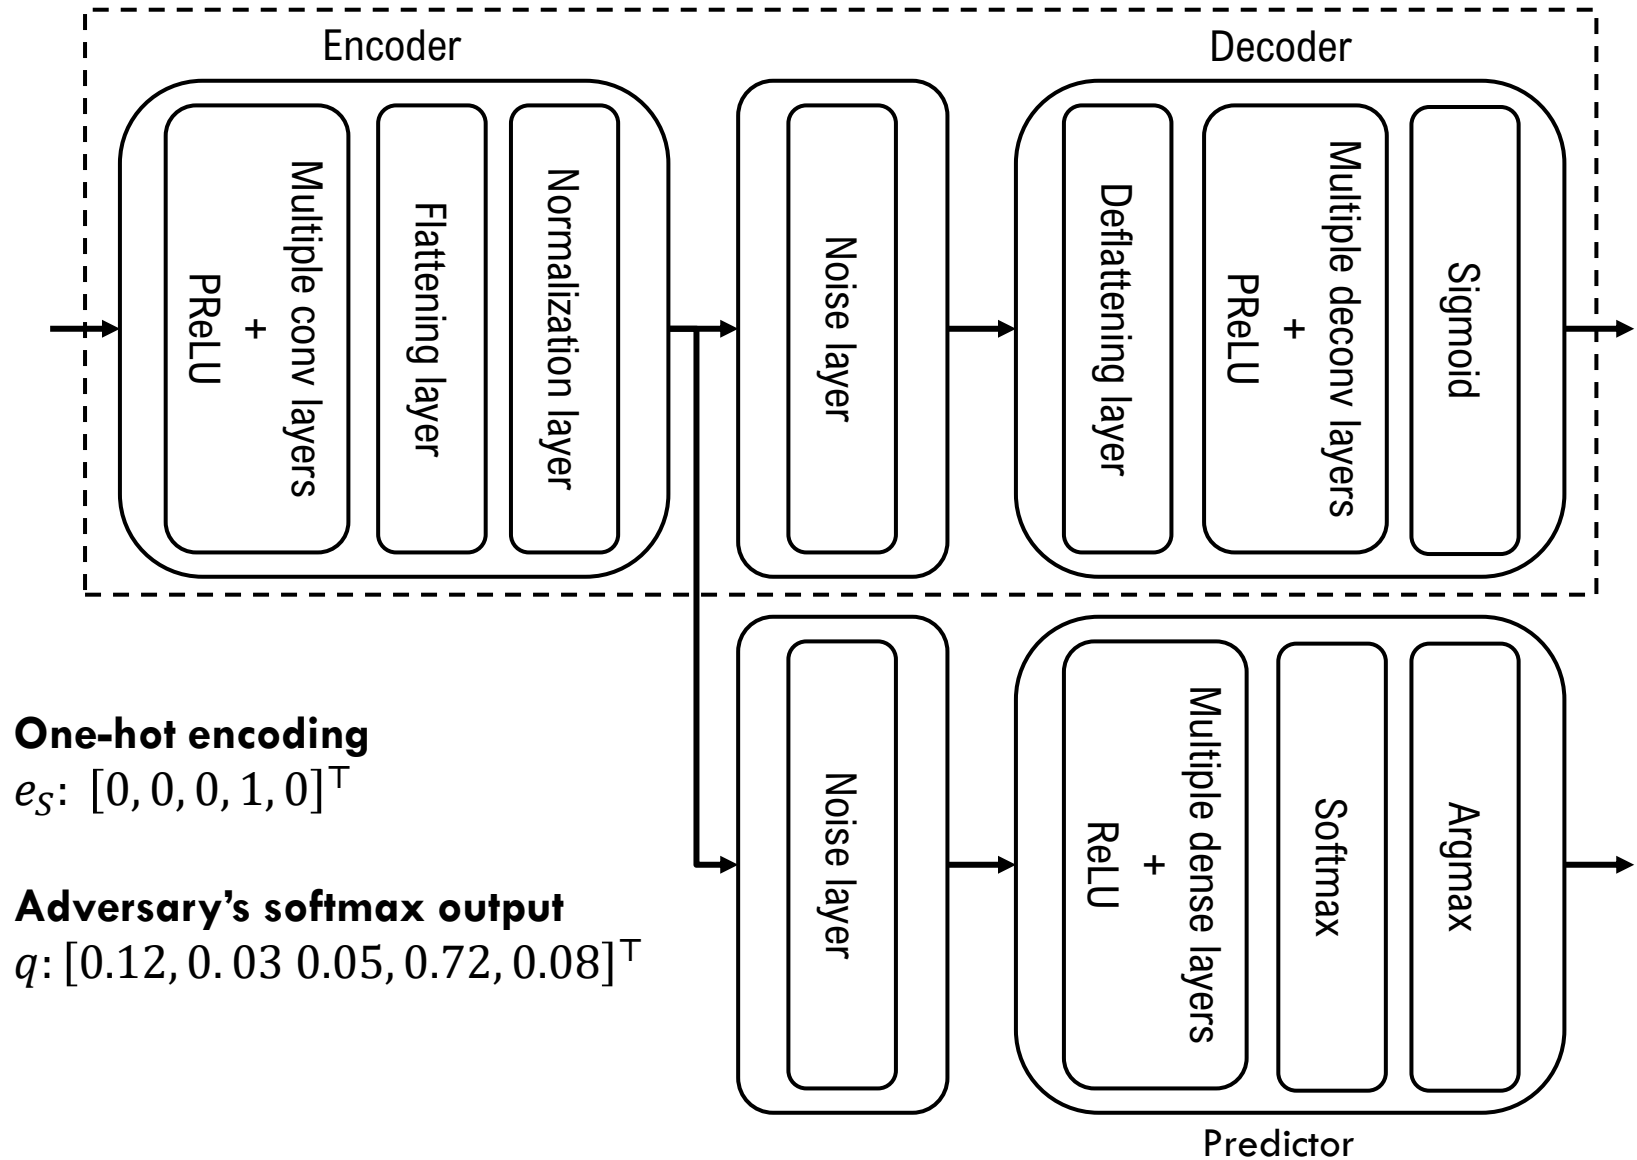 Encoder
Decoder
Multiple conv layers
+
PReLU
Flattening layer
Normalization layer
Noise layer
Deflattening layer
Multiple deconv layers
+
PReLU
Sigmoid
One-hot encoding
e_S: [0, 0, 0, 1, 0]^⊤
Adversary's softmax output
q: [0.12, 0. 03 0.05, 0.72, 0.08]^⊤
Noise layer
Multiple dense layers
+
ReLU
Softmax
Argmax
Predictor